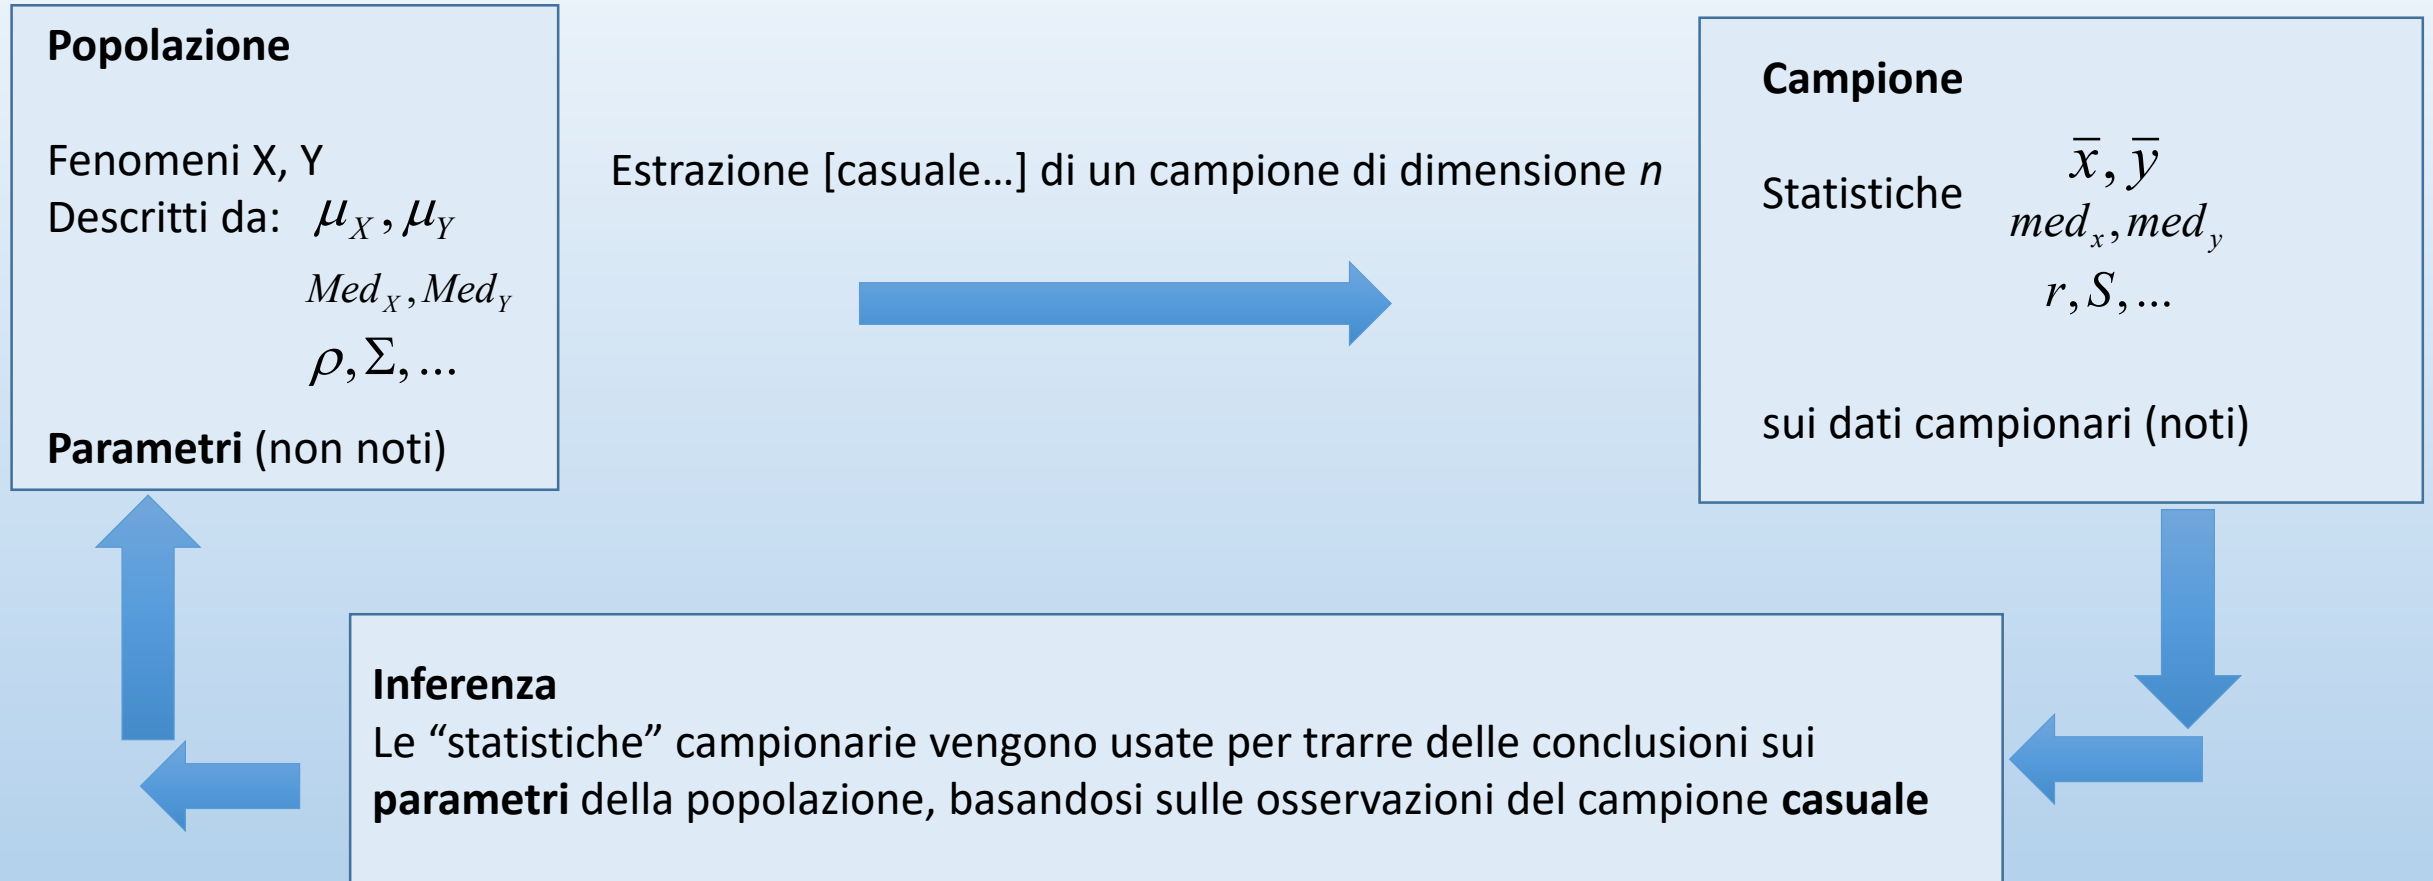 Popolazione
Fenomeni X, Y
Descritti da: μ_X, μ_Y
Med_X, Med_Y
ρ, Σ, ...
Parametri (non noti)
Estrazione [casuale…] di un campione di dimensione n
Campione
x̅, y̅
Statistiche
med_x, med_y
r, S, ...
sui dati campionari (noti)
Inferenza
Le “statistiche” campionarie vengono usate per trarre delle conclusioni sui
parametri della popolazione, basandosi sulle osservazioni del campione casuale